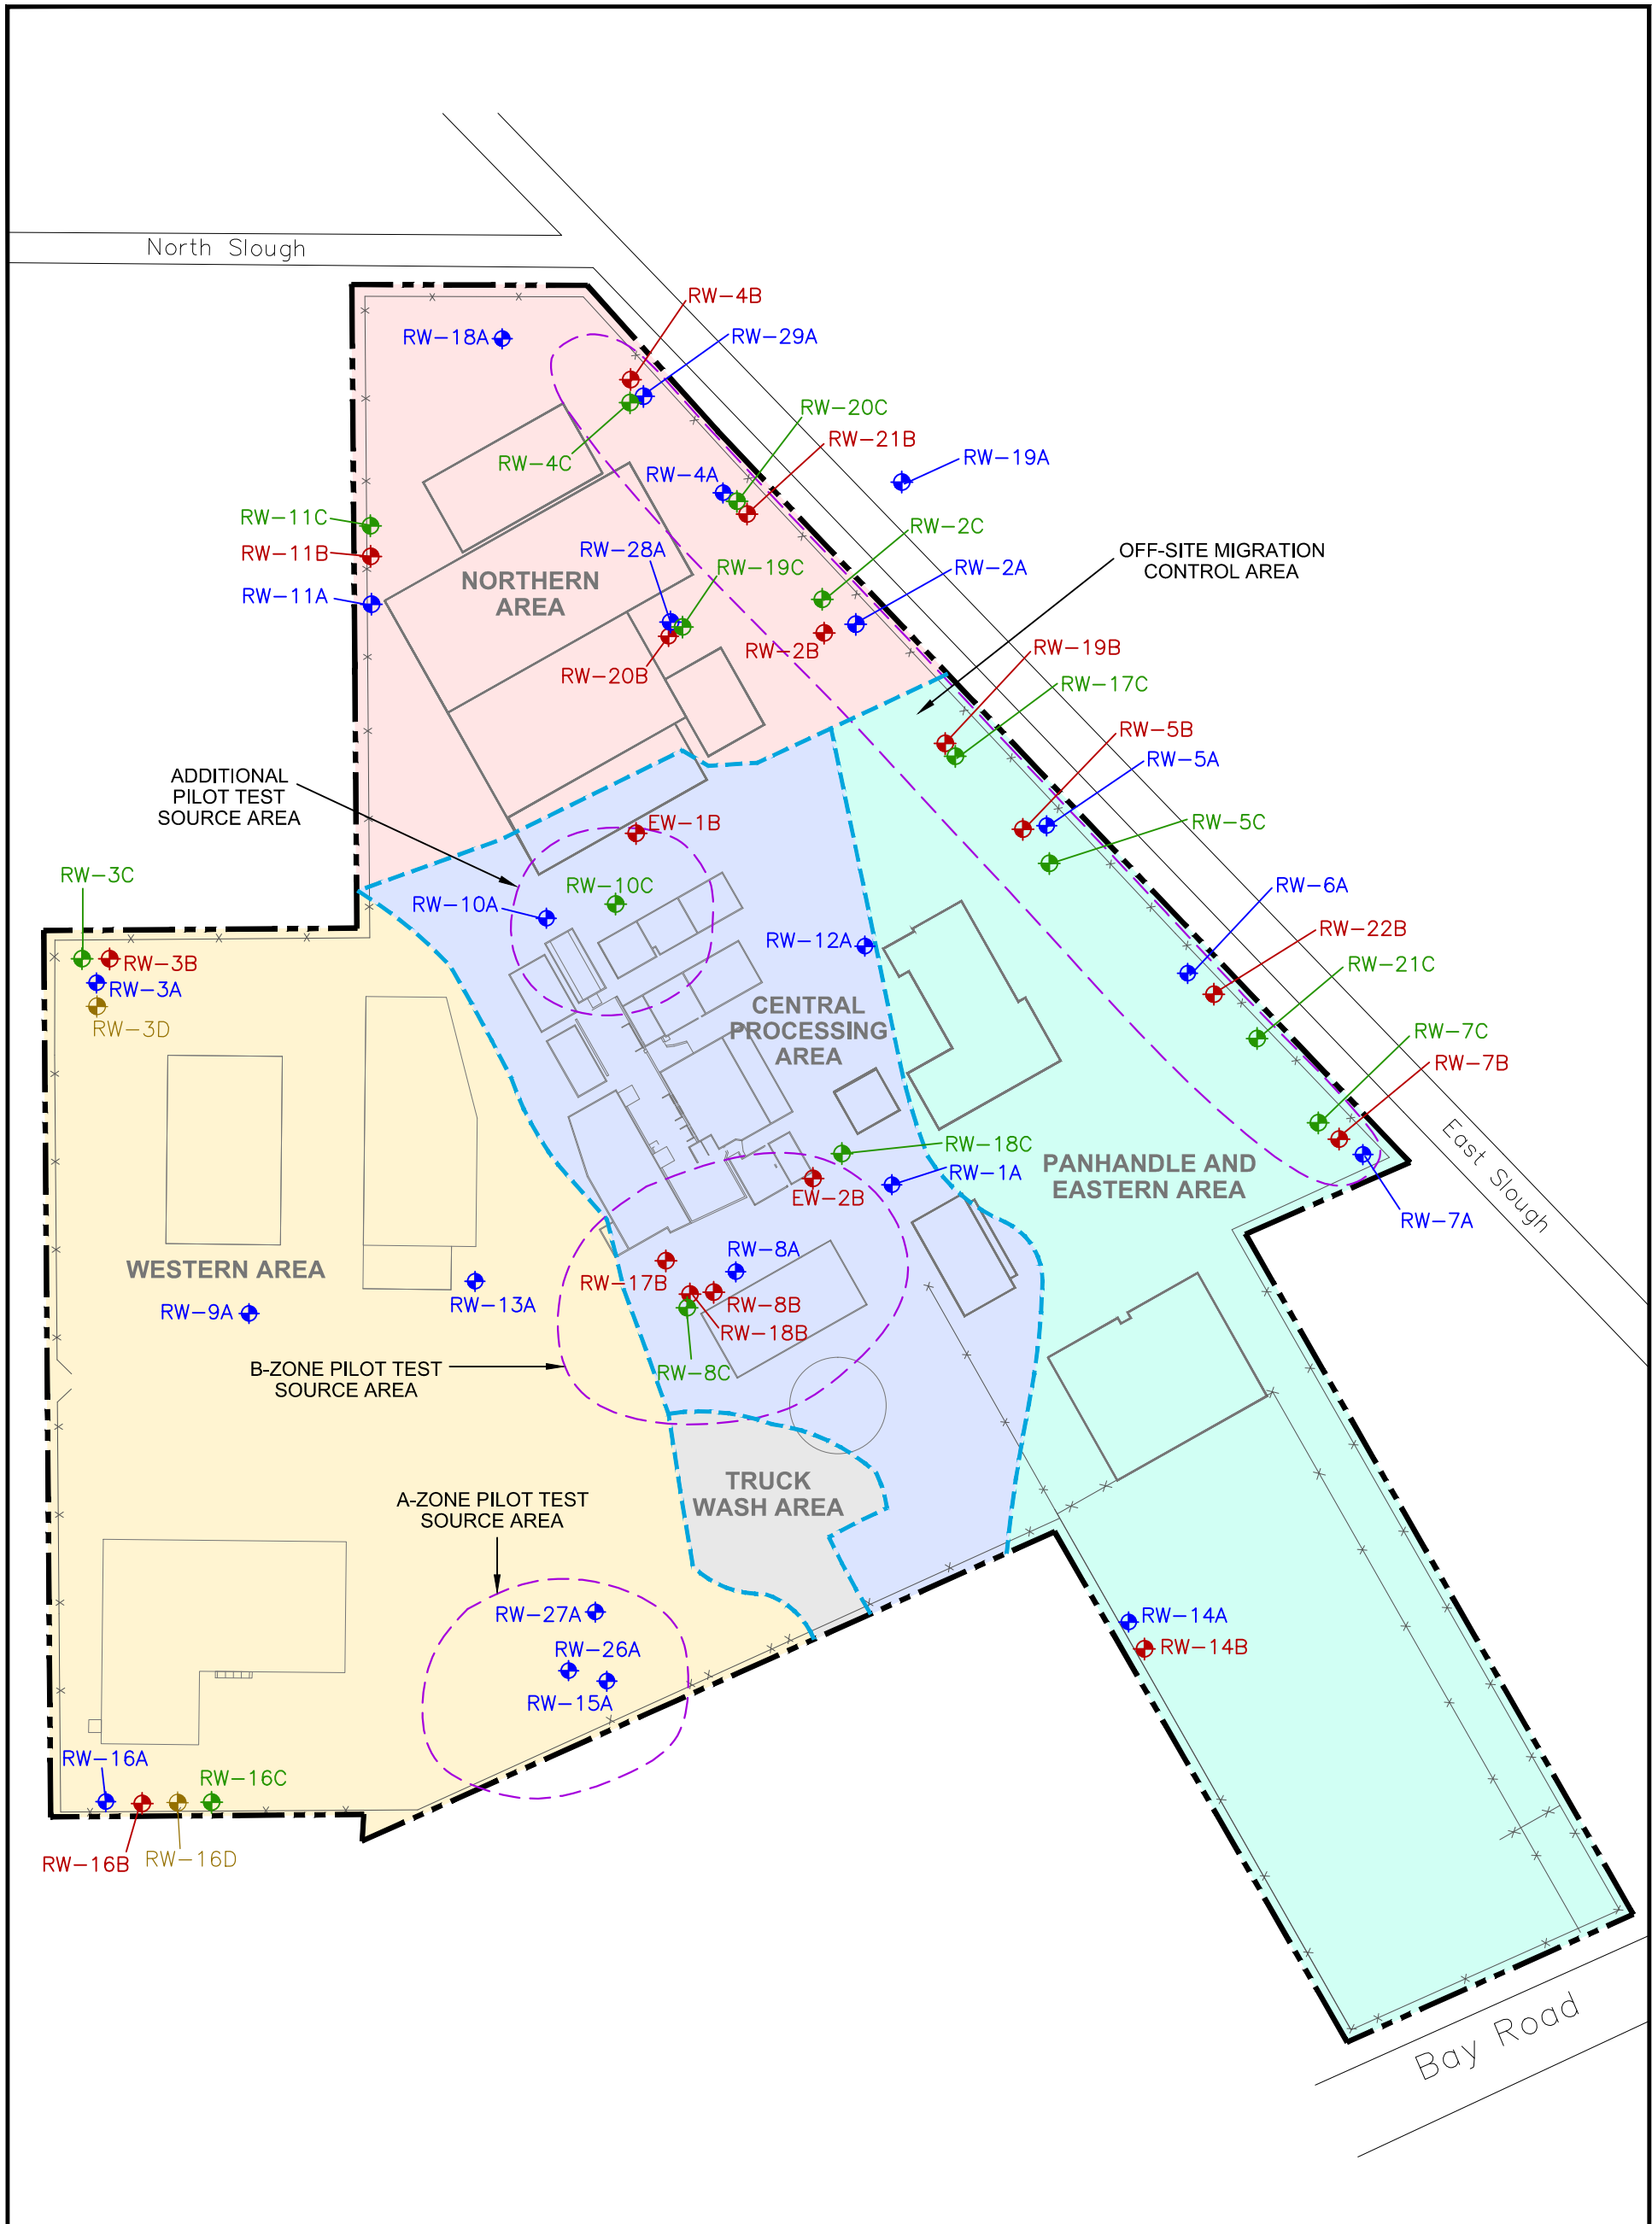 North Slough
RW-4B
RW-29A
RW-18A
RW-20C
RW-21B
RW-4C
RW-4A
RW-19A
RW-11C
RW-11B
RW-11A
RW-2C
RW-28A
RW-19C
RW-2A
OFF-SITE MIGRATION
CONTROL AREA
NORTHERN
AREA
RW-2B
RW-20B
RW-19B
RW-17C
RW-5B
RW-5A
ADDITIONAL
PILOT TEST
SOURCE AREA
EW-1B
RW-5C
RW-3C
RW-10C
RW-10A
RW-6A
RW-12A
RW-22B
RW-3B
RW-21C
RW-3A
RW-3D
CENTRAL
PROCESSING
AREA
RW-7C
RW-7B
RW-18C
RW-1A
PANHANDLE AND
EASTERN AREA
EW-2B
East Slough
RW-7A
WESTERN AREA
RW-8A
RW-17B
RW-13A
RW-8B
RW-9A
RW-18B
RW-8C
B-ZONE PILOT TEST
SOURCE AREA
TRUCK
WASH AREA
A-ZONE PILOT TEST
SOURCE AREA
RW-27A
RW-14A
RW-26A
RW-14B
RW-15A
RW-16A
RW-16C
RW-16B
RW-16D
Bay Road